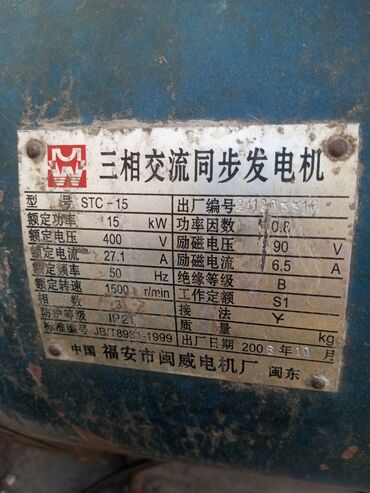 三相交流同步发电机
型 号 STC-15 出厂编号
额定功率 15 kW 功率因数 0.8
额定电压 400 V 励磁电压 90 V
额定电流 27.1 A 励磁电流 6.5 A
额定频率 50 Hz 绝缘等级 B
额定转速 1500 r/min 工作定额 S1
相 数 3 接 法 Y
防护等级 IP21 质 量 kg
标准编号 JB/T8981-1999 出厂日期 2006 年 10 月
中国 福安市闽威电机厂 闽东